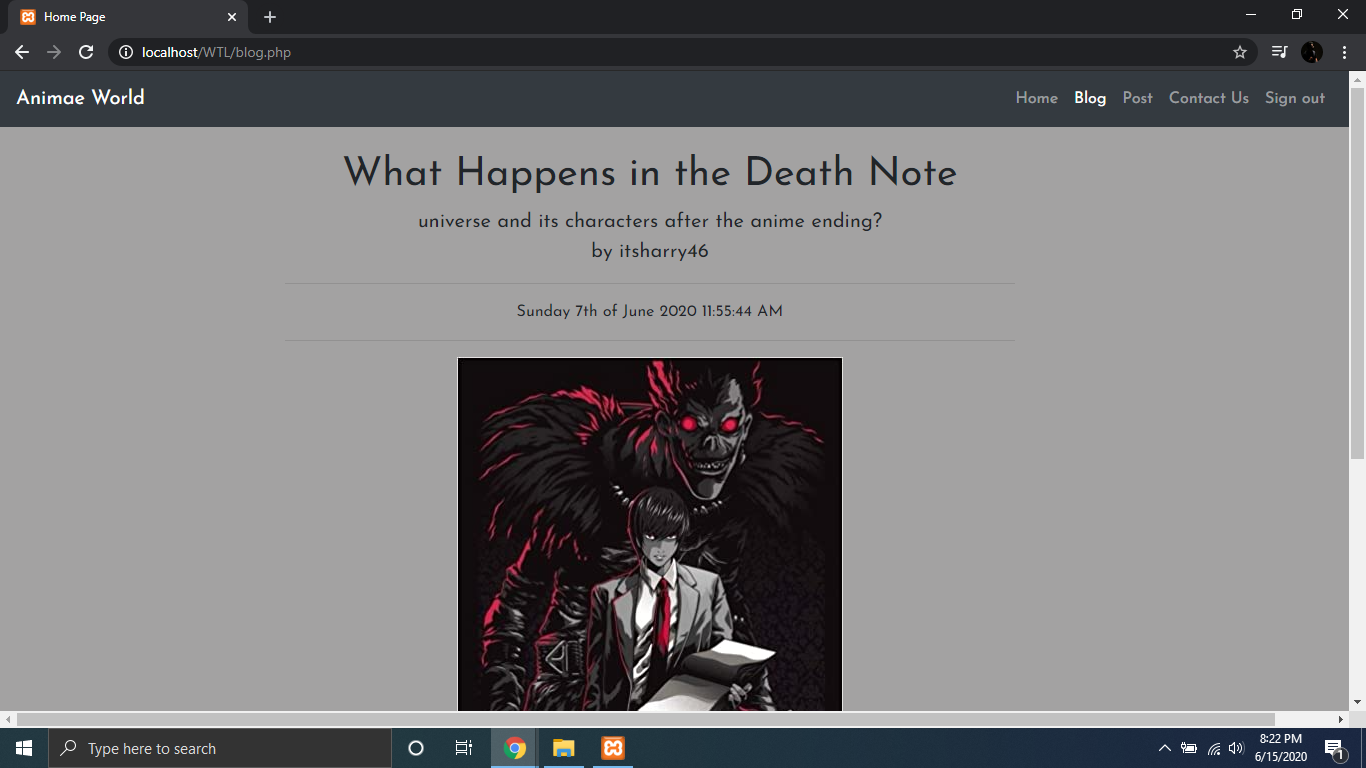 Home Page
localhost/WTL/blog.php
Animae World
Home Blog Post Contact Us Sign out
What Happens in the Death Note
universe and its characters after the anime ending?
by itsharry46
Sunday 7th of June 2020 11:55:44 AM
Type here to search
8:22 PM
6/15/2020
1